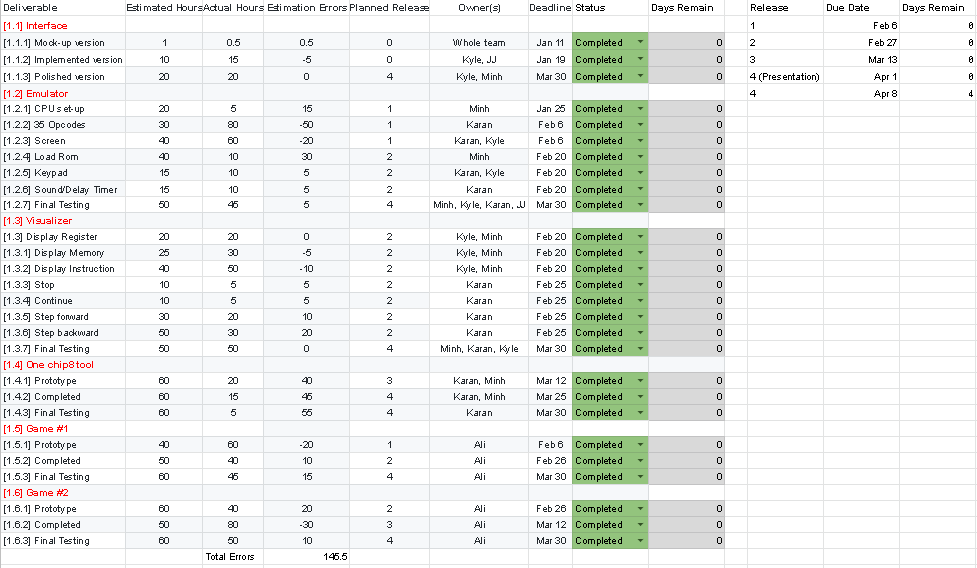 Deliverable Estimated Hours Actual Hours Estimation Errors Planned Release Owner(s) Deadline Status Days Remain Release Due Date Days Remain
[1.1] Interface 1 Feb 6 0
[1.1.1] Mock-up version 1 0.5 0.5 0 Whole team Jan 11 Completed 0 2 Feb 27 0
[1.1.2] Implemented version 10 15 -5 0 Kyle, JJ Jan 19 Completed 0 3 Mar 13 0
[1.1.3] Polished version 20 20 0 4 Kyle, Minh Mar 30 Completed 0 4 (Presentation) Apr 1 0
[1.2] Emulator 4 Apr 8 4
[1.2.1] CPU set-up 20 5 15 1 Minh Jan 25 Completed 0
[1.2.2] 35 Opcodes 30 80 -50 1 Karan Feb 6 Completed 0
[1.2.3] Screen 40 60 -20 1 Karan, Kyle Feb 6 Completed 0
[1.2.4] Load Rom 40 10 30 2 Minh Feb 20 Completed 0
[1.2.5] Keypad 15 10 5 2 Karan, Kyle Feb 20 Completed 0
[1.2.6] Sound/Delay Timer 15 10 5 2 Karan Feb 20 Completed 0
[1.2.7] Final Testing 50 45 5 4 Minh, Kyle, Karan, JJ Mar 30 Completed 0
[1.3] Visualizer
[1.3] Display Register 20 20 0 2 Kyle, Minh Feb 20 Completed 0
[1.3.1] Display Memory 25 30 -5 2 Kyle, Minh Feb 20 Completed 0
[1.3.2] Display Instruction 40 50 -10 2 Kyle, Minh Feb 20 Completed 0
[1.3.3] Stop 10 5 5 2 Karan Feb 25 Completed 0
[1.3.4] Continue 10 5 5 2 Karan Feb 25 Completed 0
[1.3.5] Step forward 30 20 10 2 Karan Feb 25 Completed 0
[1.3.6] Step backward 50 30 20 2 Karan Feb 25 Completed 0
[1.3.7] Final Testing 50 50 0 4 Minh, Karan, Kyle Mar 30 Completed 0
[1.4] One chip8 tool
[1.4.1] Prototype 60 20 40 3 Karan, Minh Mar 12 Completed 0
[1.4.2] Completed 60 15 45 4 Karan, Minh Mar 25 Completed 0
[1.4.3] Final Testing 60 5 55 4 Karan Mar 30 Completed 0
[1.5] Game #1
[1.5.1] Prototype 40 60 -20 1 Ali Feb 6 Completed 0
[1.5.2] Completed 50 40 10 2 Ali Feb 26 Completed 0
[1.5.3] Final Testing 60 45 15 4 Ali Mar 30 Completed 0
[1.6] Game #2
[1.6.1] Prototype 60 40 20 2 Ali Feb 26 Completed 0
[1.6.2] Completed 50 80 -30 3 Ali Mar 12 Completed 0
[1.6.3] Final Testing 60 50 10 4 Ali Mar 30 Completed 0
Total Errors 145.5